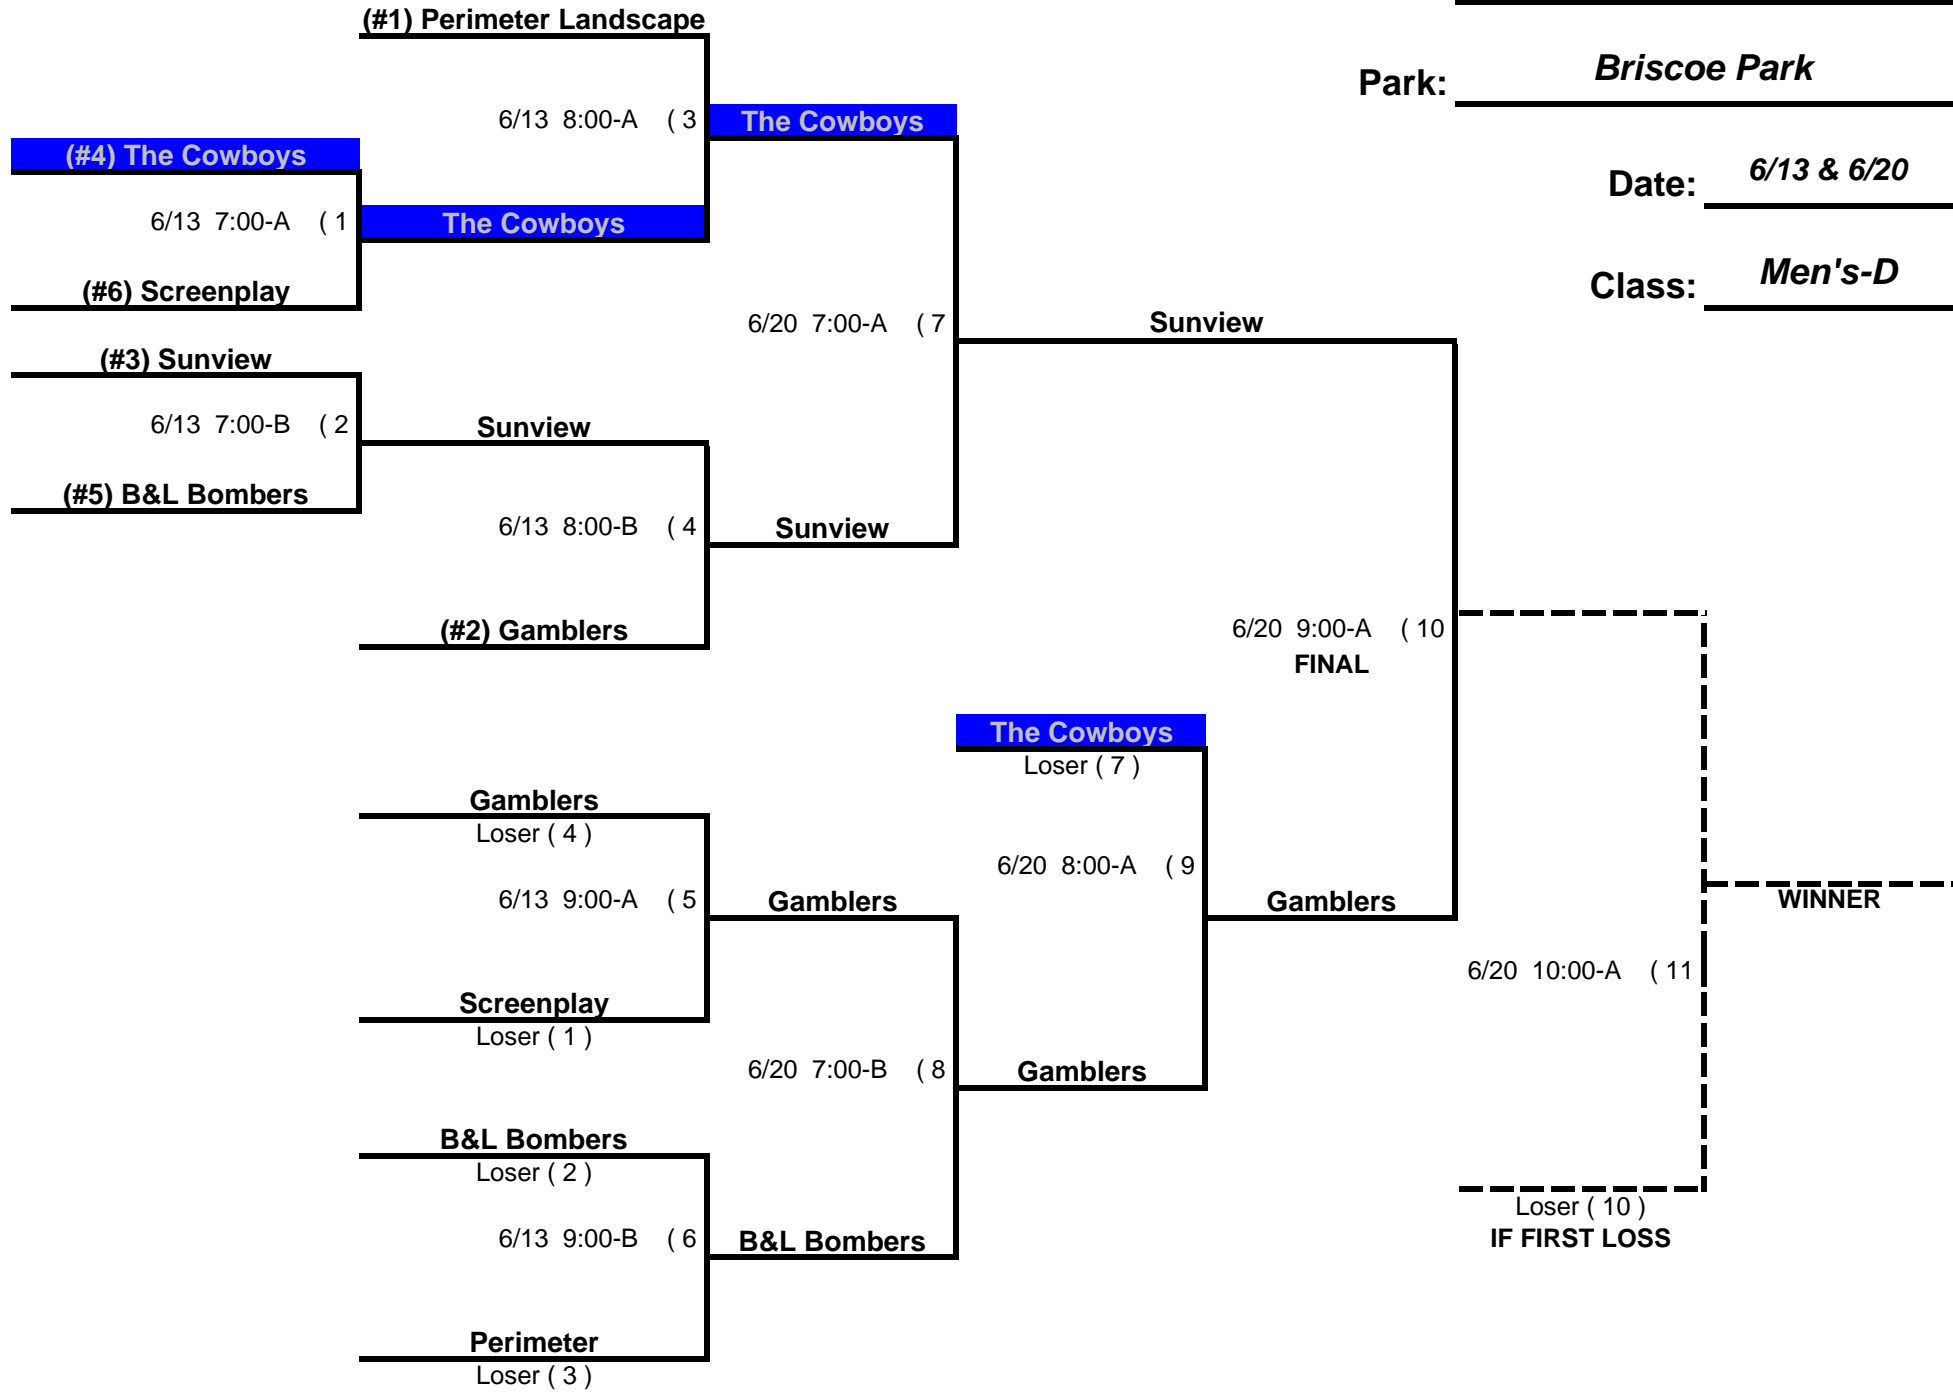 (#1) Perimeter Landscape
Park: Briscoe Park
6/13 8:00-A ( 3
The Cowboys
(#4) The Cowboys
Date: 6/13 & 6/20
6/13 7:00-A ( 1
The Cowboys
(#6) Screenplay
Class: Men's-D
6/20 7:00-A ( 7
Sunview
(#3) Sunview
6/13 7:00-B ( 2
Sunview
(#5) B&L Bombers
6/13 8:00-B ( 4
Sunview
(#2) Gamblers
6/20 9:00-A ( 10
FINAL
The Cowboys
Loser ( 7 )
Gamblers
Loser ( 4 )
6/20 8:00-A ( 9
6/13 9:00-A ( 5
Gamblers
Gamblers
WINNER
6/20 10:00-A ( 11
Screenplay
Loser ( 1 )
6/20 7:00-B ( 8
Gamblers
B&L Bombers
Loser ( 2 )
Loser ( 10 )
IF FIRST LOSS
6/13 9:00-B ( 6
B&L Bombers
Perimeter
Loser ( 3 )